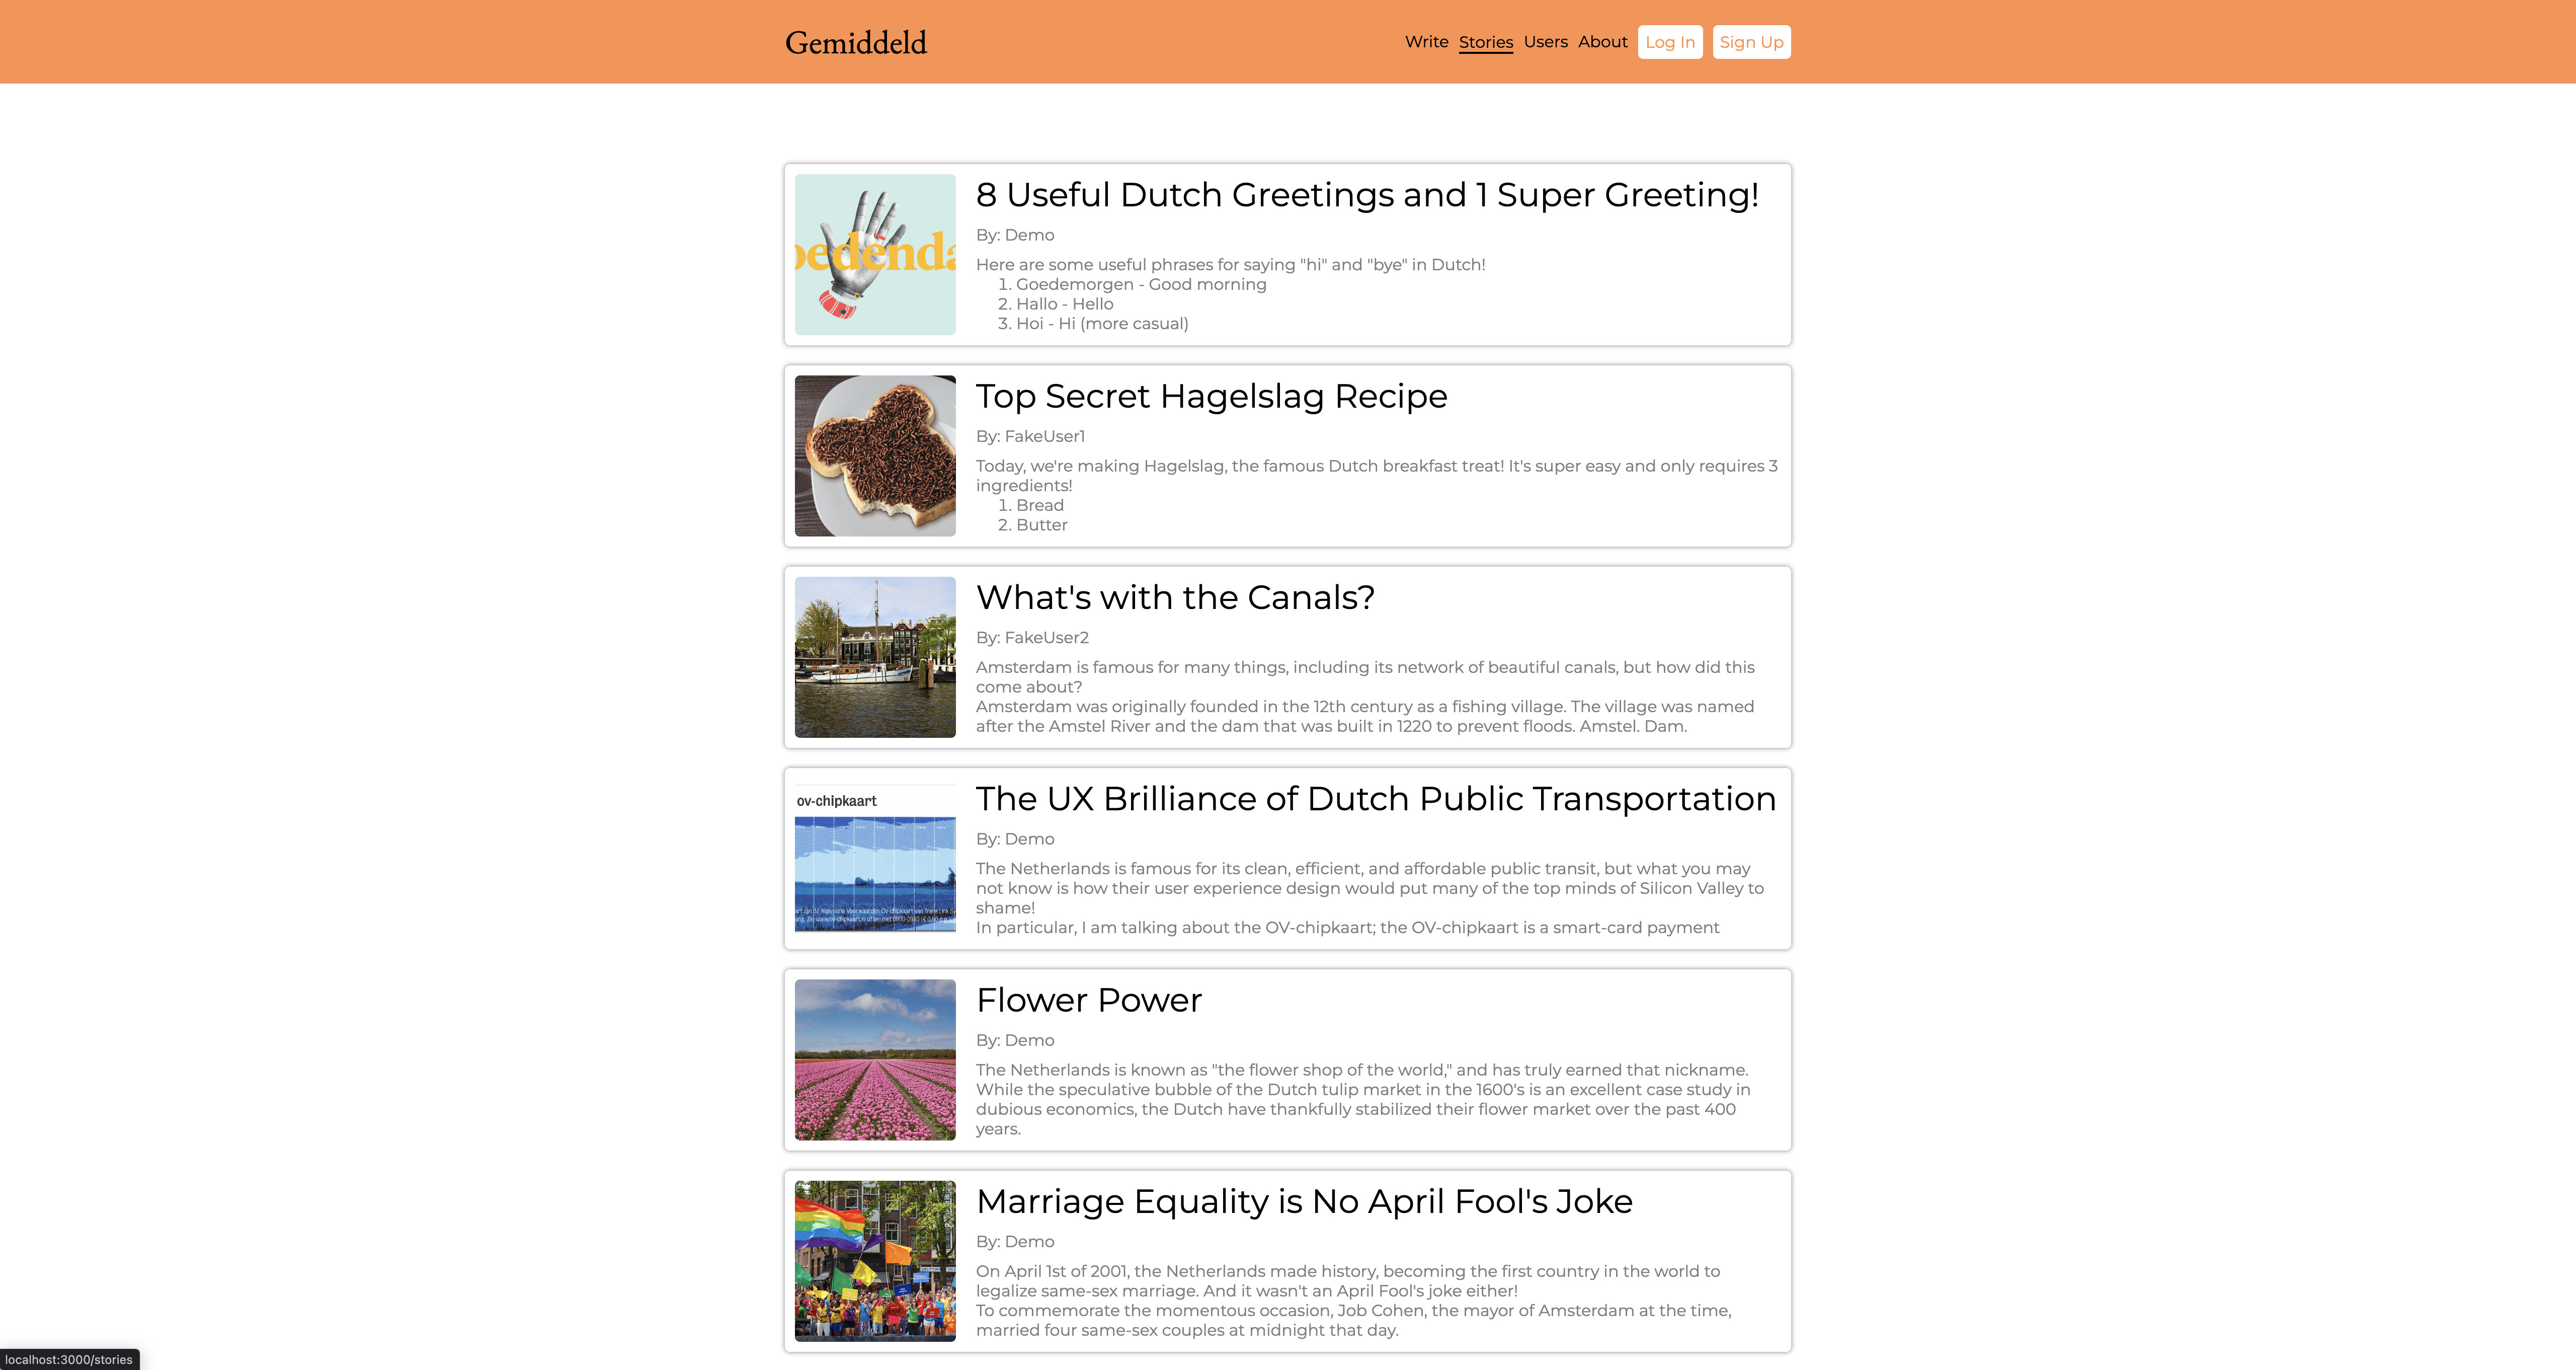 Gemiddeld
Write Stories Users About Log In Sign Up
oedenda
8 Useful Dutch Greetings and 1 Super Greeting!
By: Demo
Here are some useful phrases for saying "hi" and "bye" in Dutch!
1. Goedemorgen - Good morning
2. Hallo - Hello
3. Hoi - Hi (more casual)
Top Secret Hagelslag Recipe
By: FakeUser1
Today, we're making Hagelslag, the famous Dutch breakfast treat! It's super easy and only requires 3
ingredients!
1. Bread
2. Butter
What's with the Canals?
By: FakeUser2
Amsterdam is famous for many things, including its network of beautiful canals, but how did this
come about?
Amsterdam was originally founded in the 12th century as a fishing village. The village was named
after the Amstel River and the dam that was built in 1220 to prevent floods. Amstel. Dam.
ov-chipkaart
The UX Brilliance of Dutch Public Transportation
By: Demo
The Netherlands is famous for its clean, efficient, and affordable public transit, but what you may
not know is how their user experience design would put many of the top minds of Silicon Valley to
shame!
In particular, I am talking about the OV-chipkaart; the OV-chipkaart is a smart-card payment
Flower Power
By: Demo
The Netherlands is known as "the flower shop of the world," and has truly earned that nickname.
While the speculative bubble of the Dutch tulip market in the 1600's is an excellent case study in
dubious economics, the Dutch have thankfully stabilized their flower market over the past 400
years.
Marriage Equality is No April Fool's Joke
By: Demo
On April 1st of 2001, the Netherlands made history, becoming the first country in the world to
legalize same-sex marriage. And it wasn't an April Fool's joke either!
To commemorate the momentous occasion, Job Cohen, the mayor of Amsterdam at the time,
married four same-sex couples at midnight that day.
localhost:3000/stories